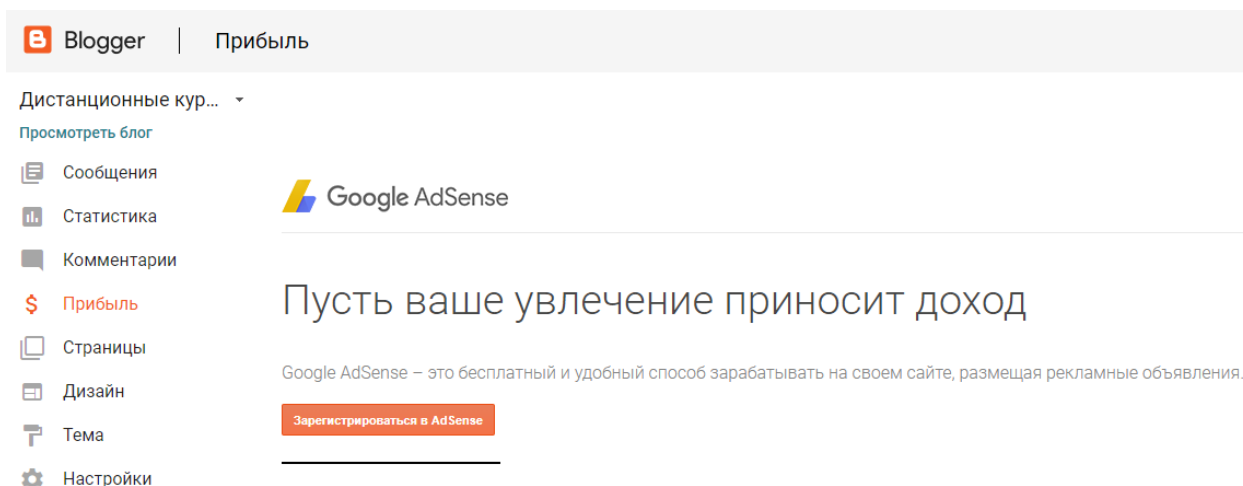 Blogger | Прибыль
Дистанционные кур...
Просмотреть блог
Сообщения
Статистика
Комментарии
Прибыль
Страницы
Дизайн
Тема
Настройки
Google AdSense
Пусть ваше увлечение приносит доход
Google AdSense – это бесплатный и удобный способ зарабатывать на своем сайте, размещая рекламные объявления.
Зарегистрироваться в AdSense